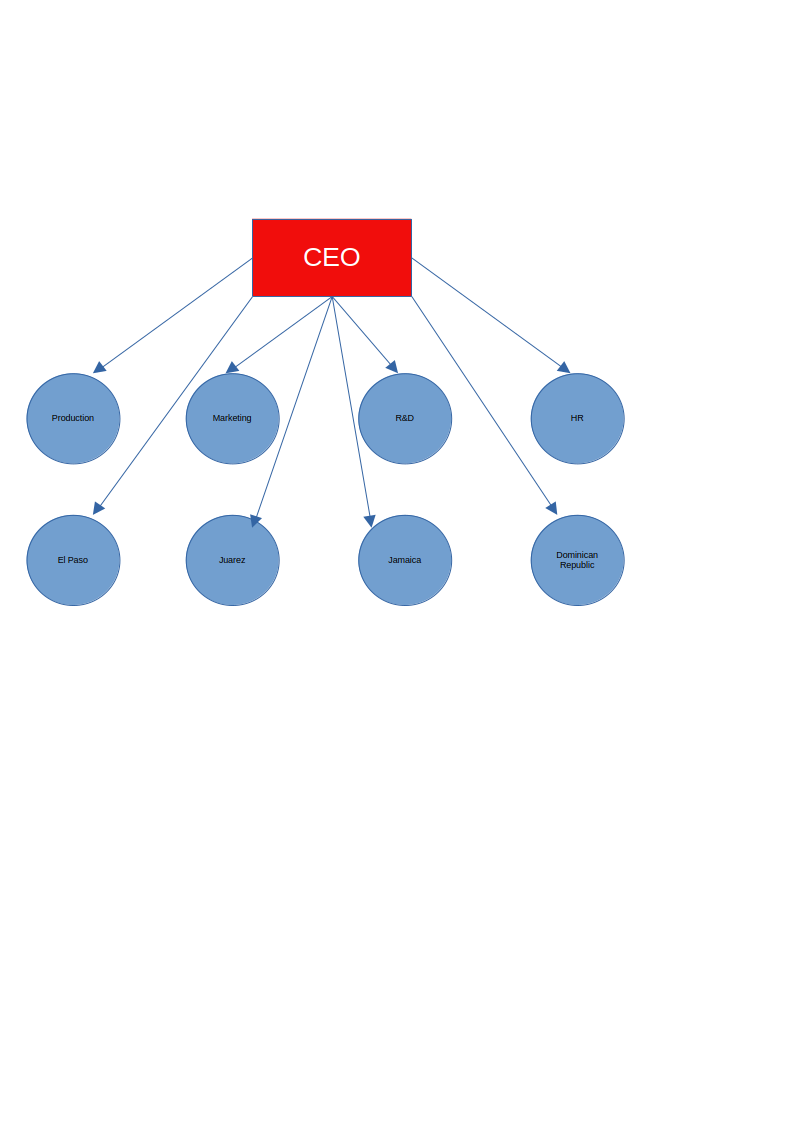 CEO
Production
Marketing
R&D
HR
El Paso
Juarez
Jamaica
Dominican
Republic